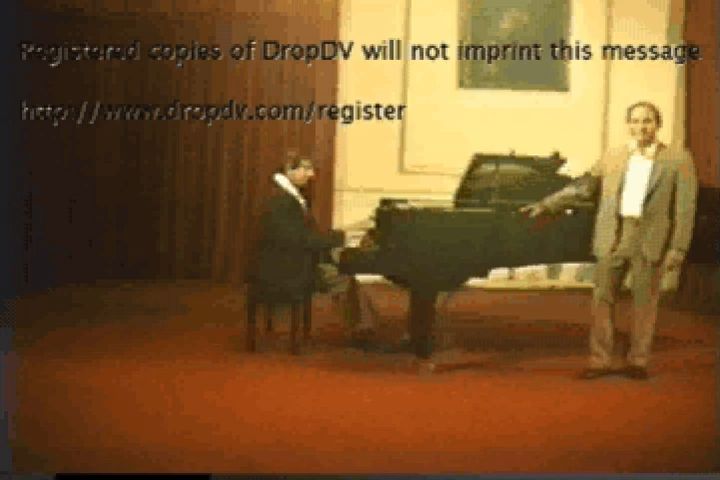 Registered copies of DropDV will not imprint this message
http://www.dropdv.com/register